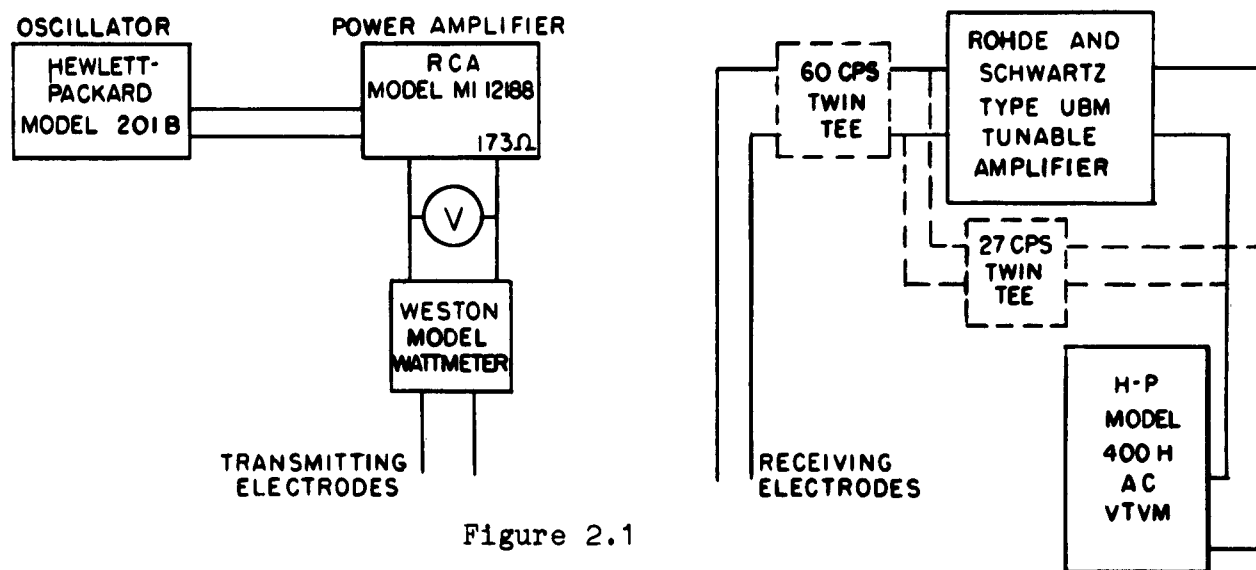 OSCILLATOR
HEWLETT-
PACKARD
MODEL 201B
POWER AMPLIFIER
RCA
MODEL MI 12188
173Ω
V
WESTON
MODEL
WATTMETER
TRANSMITTING
ELECTRODES
60 CPS
TWIN
TEE
ROHDE AND
SCHWARTZ
TYPE UBM
TUNABLE
AMPLIFIER
27 CPS
TWIN
TEE
RECEIVING
ELECTRODES
H-P
MODEL
400 H
AC
VTVM
Figure 2.1